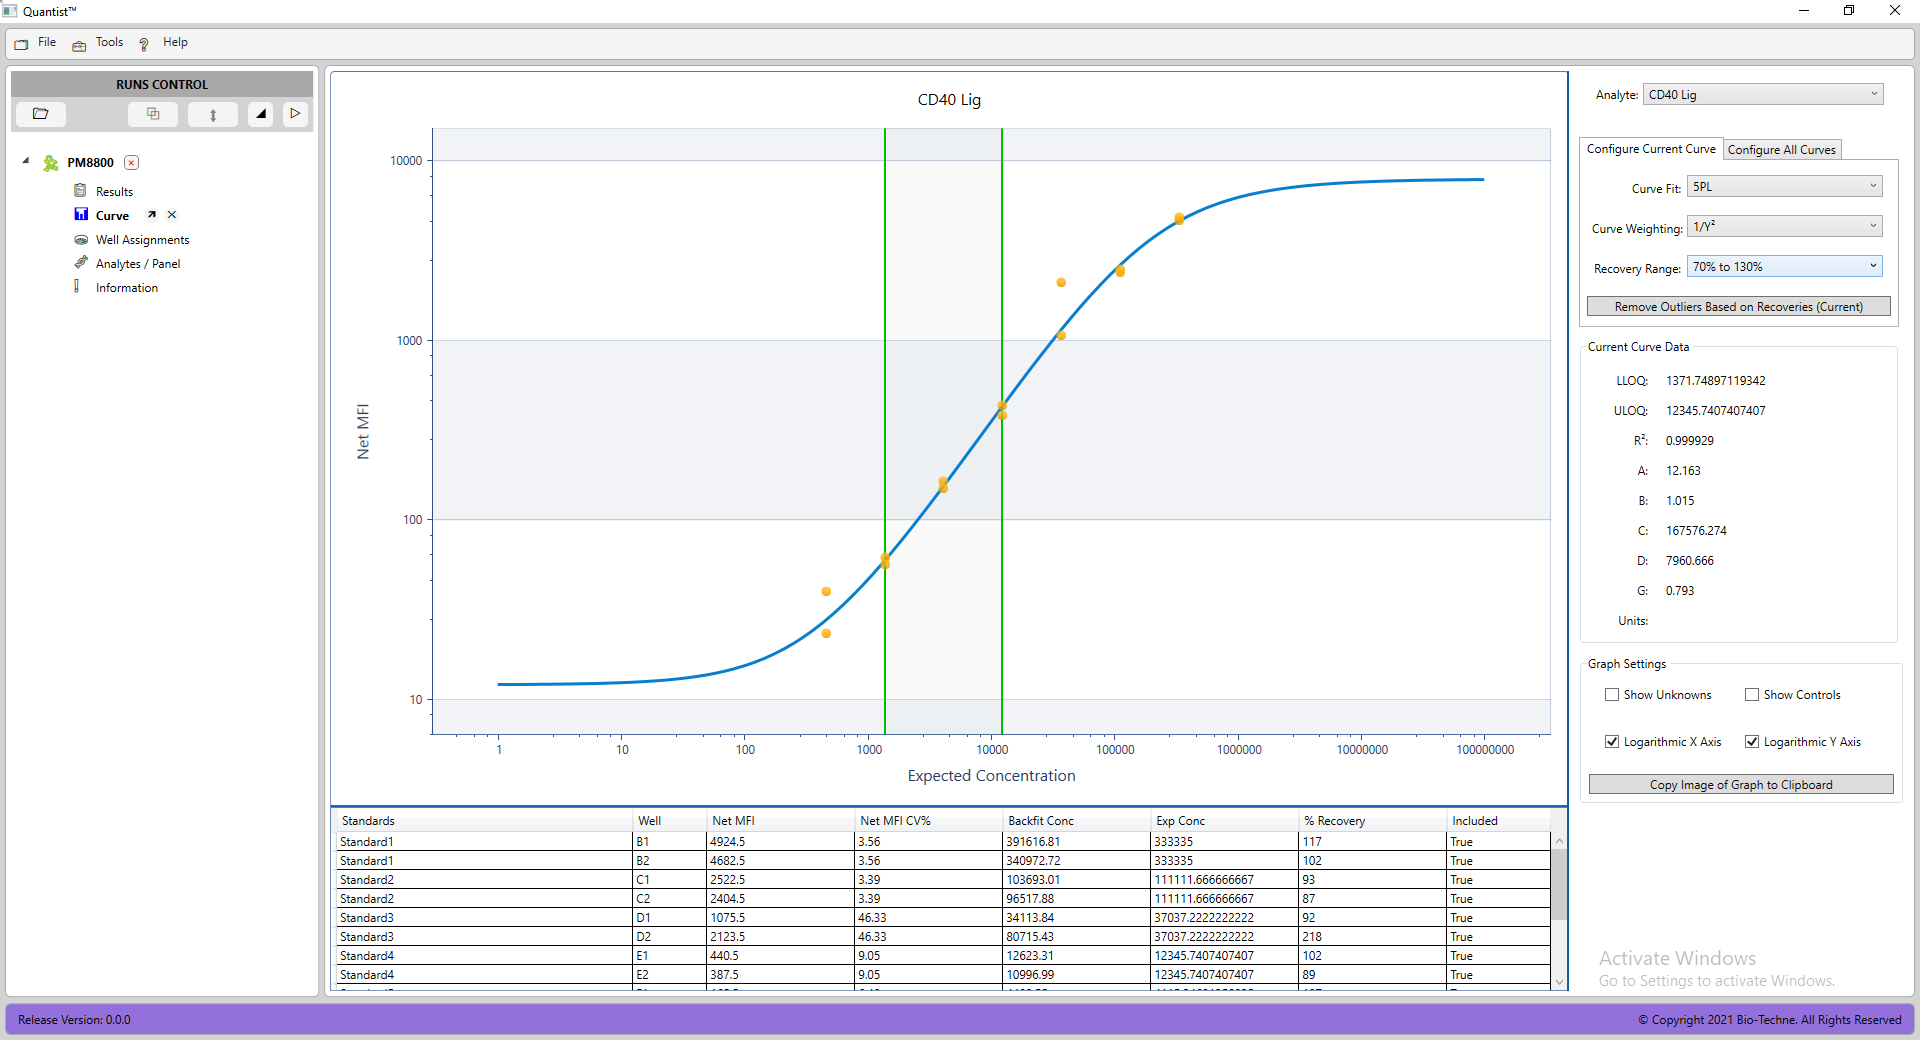 Quantist™
File Tools Help
RUNS CONTROL
PM8800
Results
Curve
Well Assignments
Analytes / Panel
Information
CD40 Lig
10000
1000
100
10
Net MFI
1 10 100 1000 10000 100000 1000000 10000000 100000000
Expected Concentration
Standards Well Net MFI Net MFI CV% Backfit Conc Exp Conc % Recovery Included
Standard1 B1 4924.5 3.56 391616.81 333335 117 True
Standard1 B2 4682.5 3.56 340972.72 333335 102 True
Standard2 C1 2522.5 3.39 103693.01 111111.666666667 93 True
Standard2 C2 2404.5 3.39 96517.88 111111.666666667 87 True
Standard3 D1 1075.5 46.33 34113.84 37037.2222222222 92 True
Standard3 D2 2123.5 46.33 80715.43 37037.2222222222 218 True
Standard4 E1 440.5 9.05 12623.31 12345.7407407407 102 True
Standard4 E2 387.5 9.05 10996.99 12345.7407407407 89 True
Analyte: CD40 Lig
Configure Current Curve Configure All Curves
Curve Fit: 5PL
Curve Weighting: 1/Y²
Recovery Range: 70% to 130%
Remove Outliers Based on Recoveries (Current)
Current Curve Data
LLOQ: 1371.74897119342
ULOQ: 12345.7407407407
R²: 0.999929
A: 12.163
B: 1.015
C: 167576.274
D: 7960.666
G: 0.793
Units:
Graph Settings
Show Unknowns Show Controls
Logarithmic X Axis Logarithmic Y Axis
Copy Image of Graph to Clipboard
Activate Windows
Go to Settings to activate Windows.
Release Version: 0.0.0 © Copyright 2021 Bio-Techne. All Rights Reserved